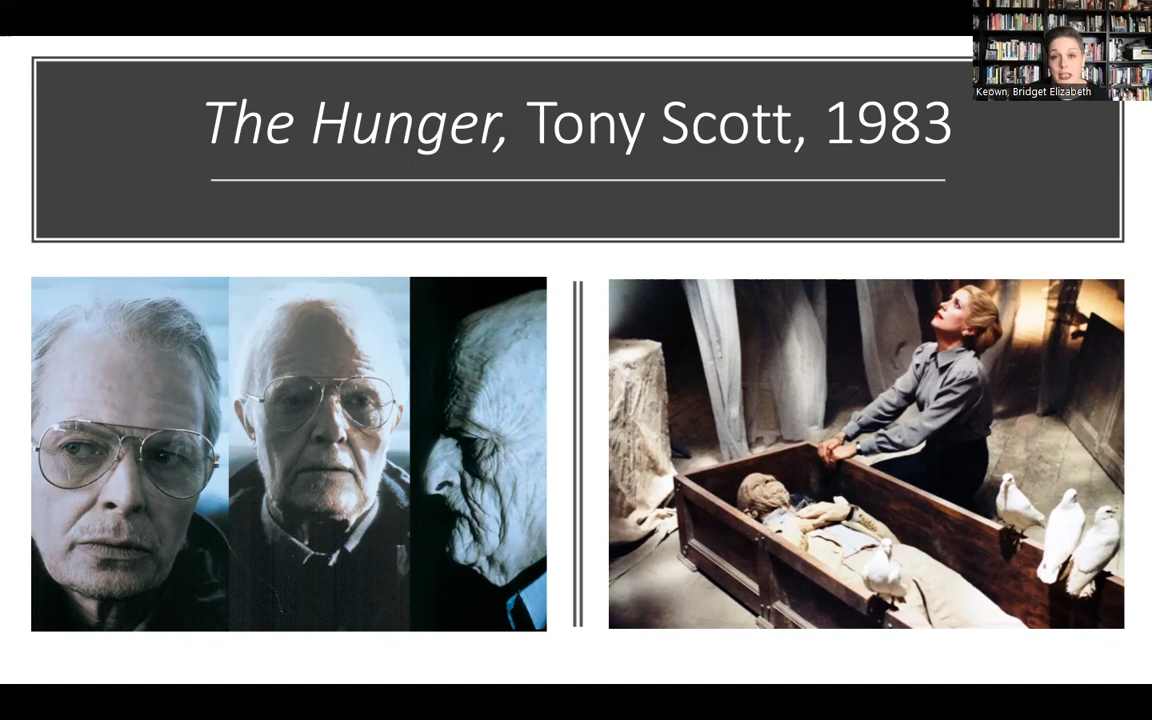 The Hunger, Tony Scott, 1983
Keown, Bridget Elizabeth